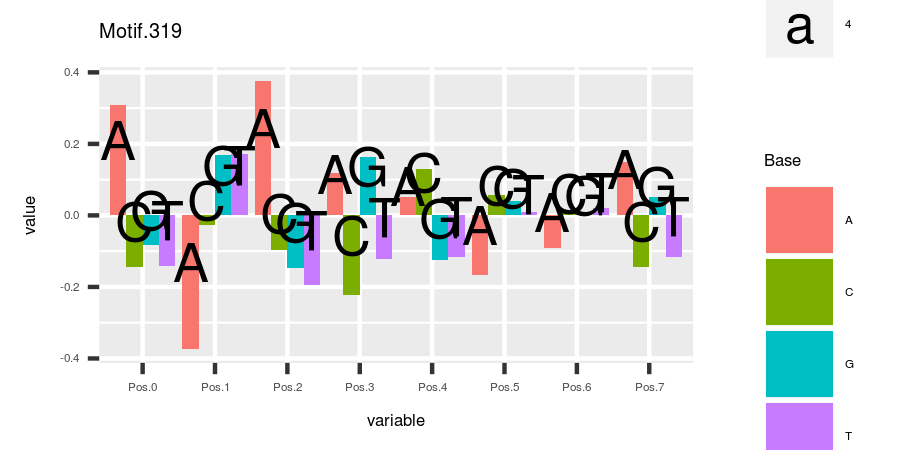 Motif.319
a 4
0.4
0.2
0.0
-0.2
-0.4
value
A C G T A C G T A C G T A C G T A C G T A C G T A C G T A C G T
Pos.0 Pos.1 Pos.2 Pos.3 Pos.4 Pos.5 Pos.6 Pos.7
variable
Base
A
C
G
T